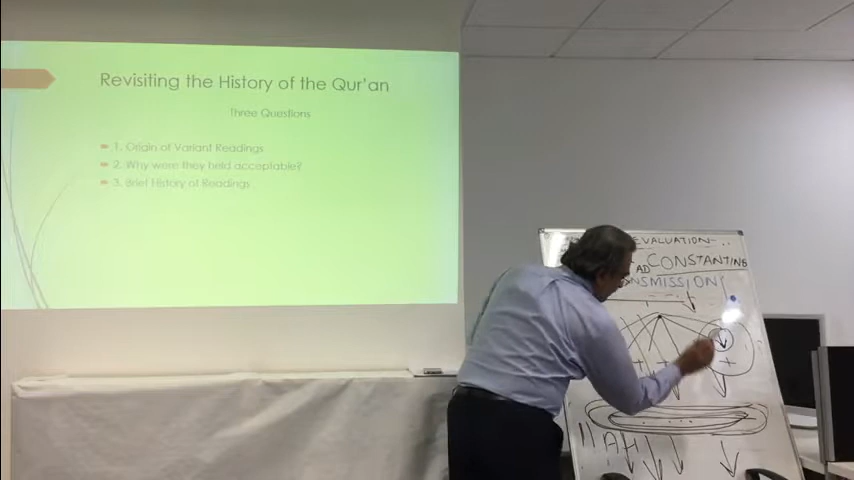 Revisiting the History of the Qur'an
Three Questions
1. Origin of Variant Readings
2. Why were they held acceptable?
3. Brief History of Readings
EVALUATION
AD CONSTANTINE
NSMISSION